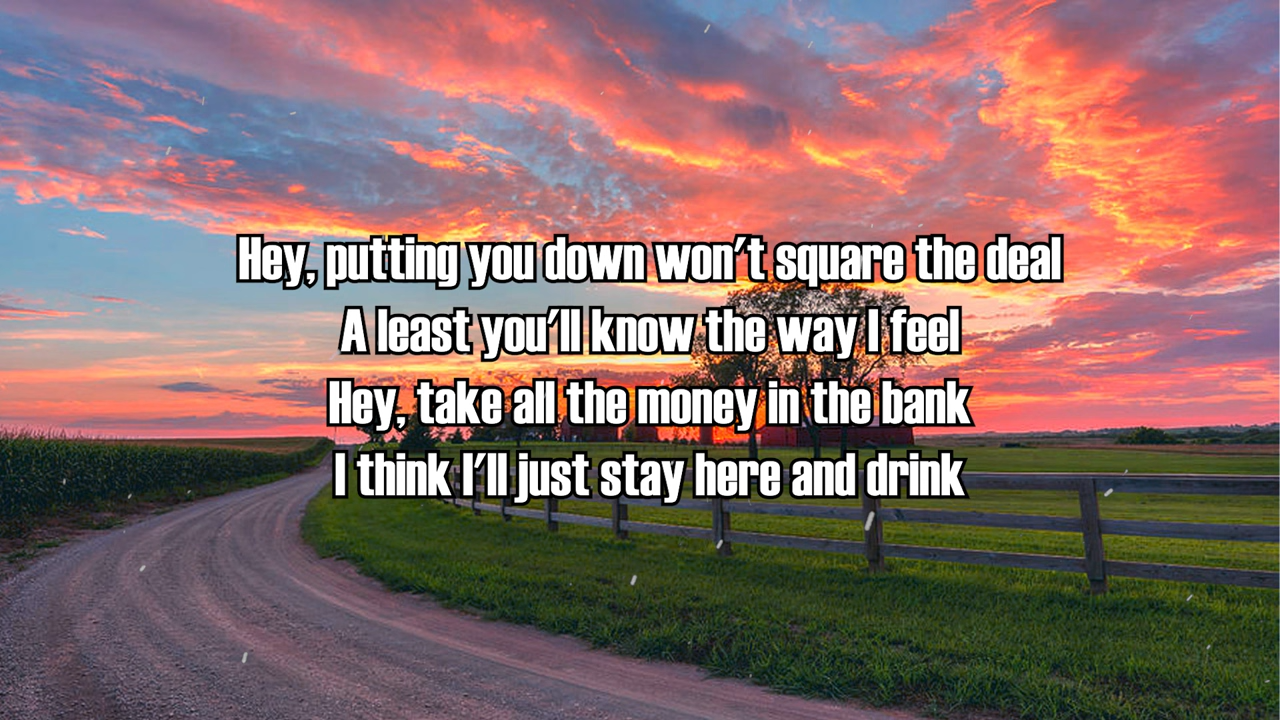 Hey, putting you down won't square the deal
A least you'll know the way I feel
Hey, take all the money in the bank
I think I'll just stay here and drink